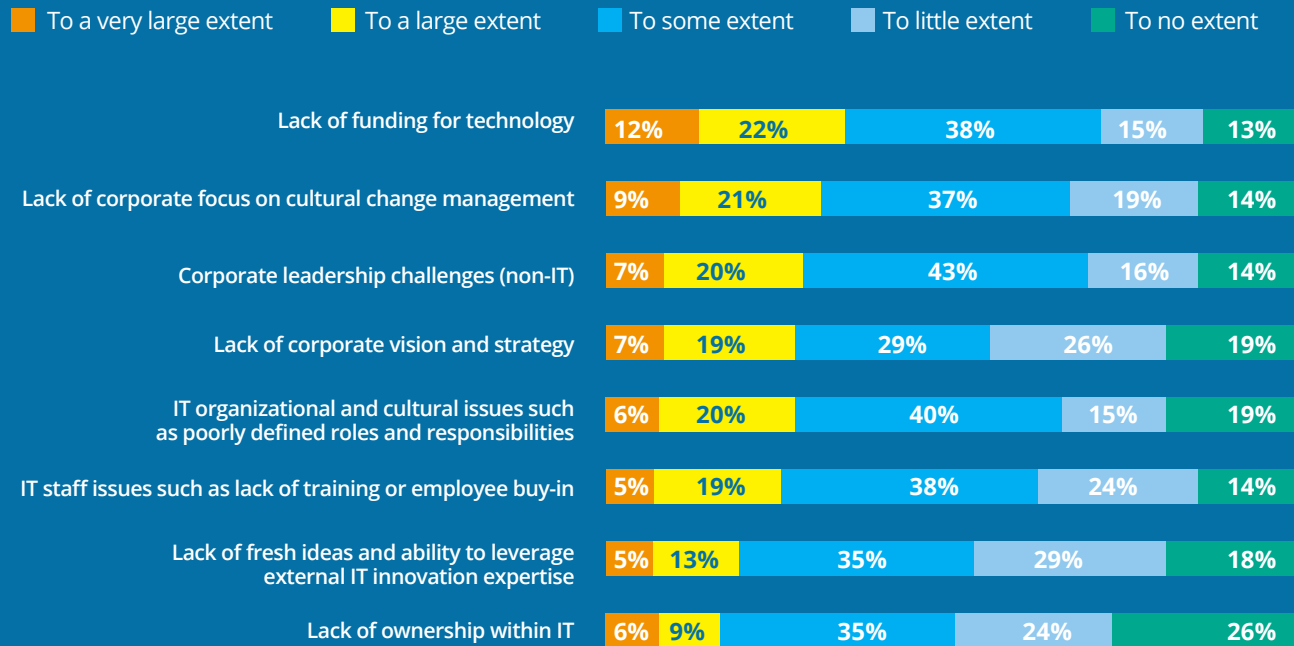 To a very large extent To a large extent To some extent To little extent To no extent
Lack of funding for technology 12% 22% 38% 15% 13%
Lack of corporate focus on cultural change management 9% 21% 37% 19% 14%
Corporate leadership challenges (non-IT) 7% 20% 43% 16% 14%
Lack of corporate vision and strategy 7% 19% 29% 26% 19%
IT organizational and cultural issues such
as poorly defined roles and responsibilities 6% 20% 40% 15% 19%
IT staff issues such as lack of training or employee buy-in 5% 19% 38% 24% 14%
Lack of fresh ideas and ability to leverage
external IT innovation expertise 5% 13% 35% 29% 18%
Lack of ownership within IT 6% 9% 35% 24% 26%